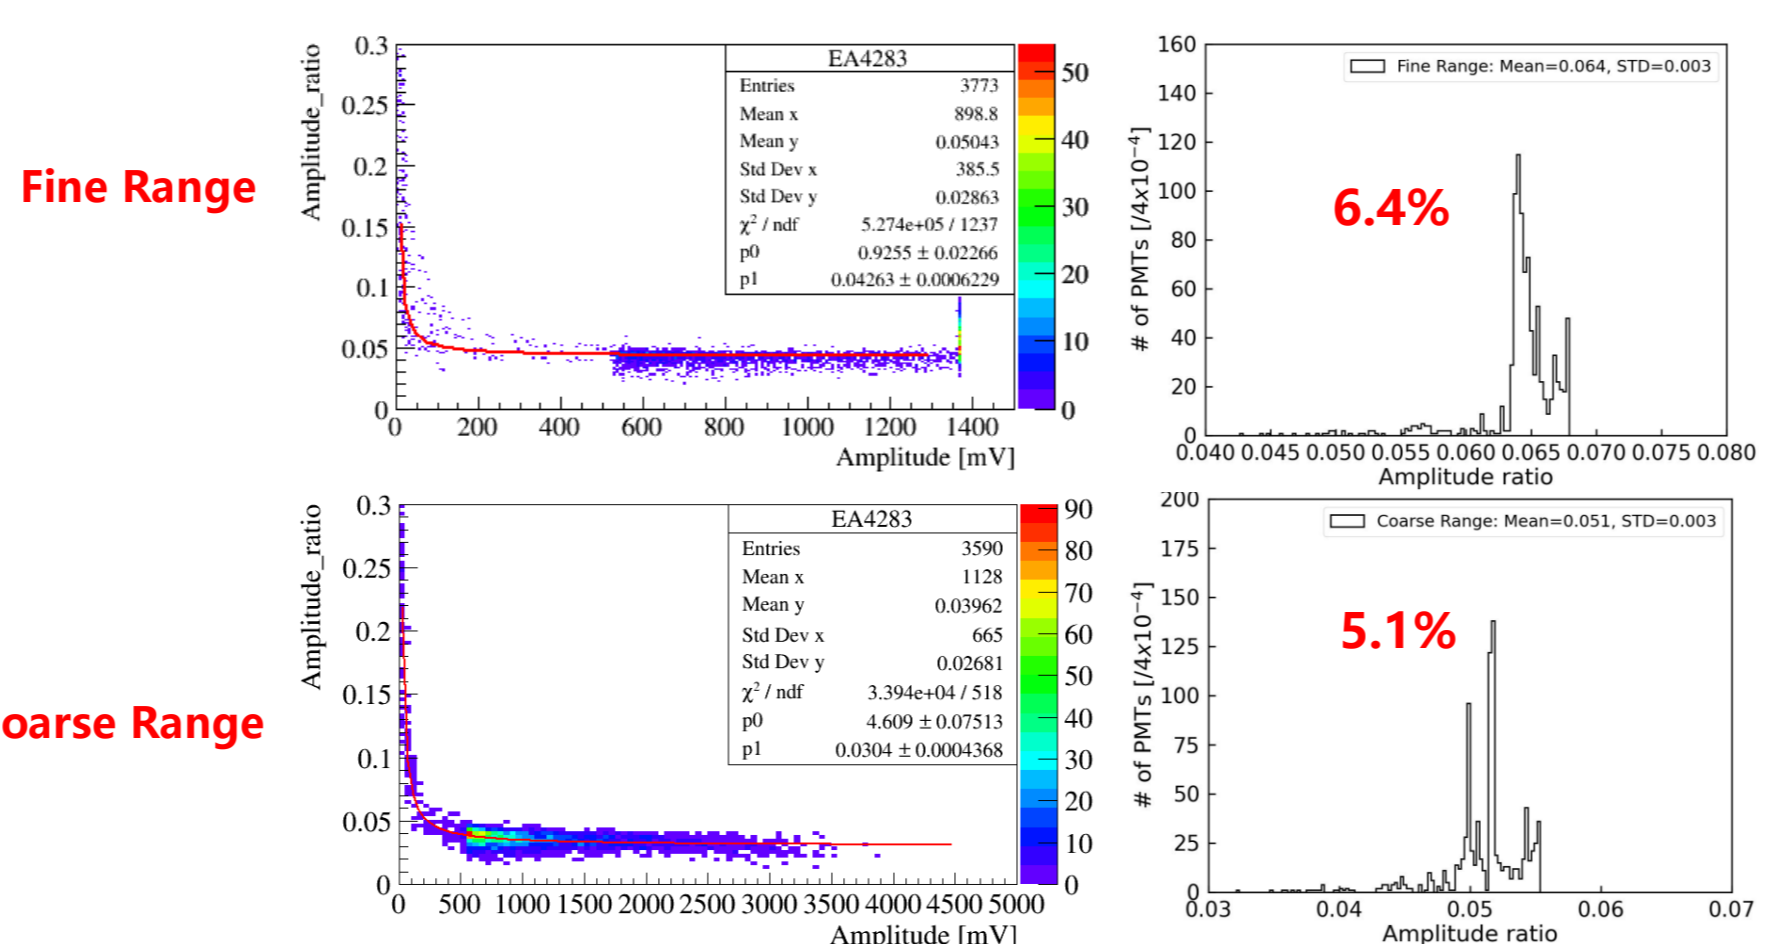 Fine Range
Amplitude_ratio
0.3
0.25
0.2
0.15
0.1
0.05
0
0 200 400 600 800 1000 1200 1400
Amplitude [mV]
EA4283
Entries 3773
Mean x 898.8
Mean y 0.05043
Std Dev x 385.5
Std Dev y 0.02863
χ² / ndf 5.274e+05 / 1237
p0 0.9255 ± 0.02266
p1 0.04263 ± 0.0006229
50
40
30
20
10
0
# of PMTs [/4x10⁻⁴]
160
140
120
100
80
60
40
20
0
0.040 0.045 0.050 0.055 0.060 0.065 0.070 0.075 0.080
Amplitude ratio
Fine Range: Mean=0.064, STD=0.003
6.4%
oarse Range
Amplitude_ratio
0.3
0.25
0.2
0.15
0.1
0.05
0
0 500 1000 1500 2000 2500 3000 3500 4000 4500 5000
Amplitude [mV]
EA4283
Entries 3590
Mean x 1128
Mean y 0.03962
Std Dev x 665
Std Dev y 0.02681
χ² / ndf 3.394e+04 / 518
p0 4.609 ± 0.07513
p1 0.0304 ± 0.0004368
90
80
70
60
50
40
30
20
10
0
# of PMTs [/4x10⁻⁴]
200
175
150
125
100
75
50
25
0
0.03 0.04 0.05 0.06 0.07
Amplitude ratio
Coarse Range: Mean=0.051, STD=0.003
5.1%